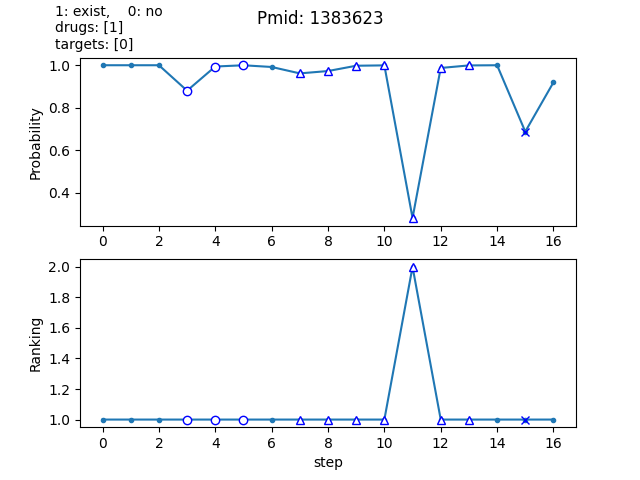 1: exist,    0: no
Pmid: 1383623
drugs: [1]
targets: [0]
1.0
0.8
0.6
0.4
Probability
0 2 4 6 8 10 12 14 16
2.0
1.8
1.6
1.4
1.2
1.0
Ranking
0 2 4 6 8 10 12 14 16
step